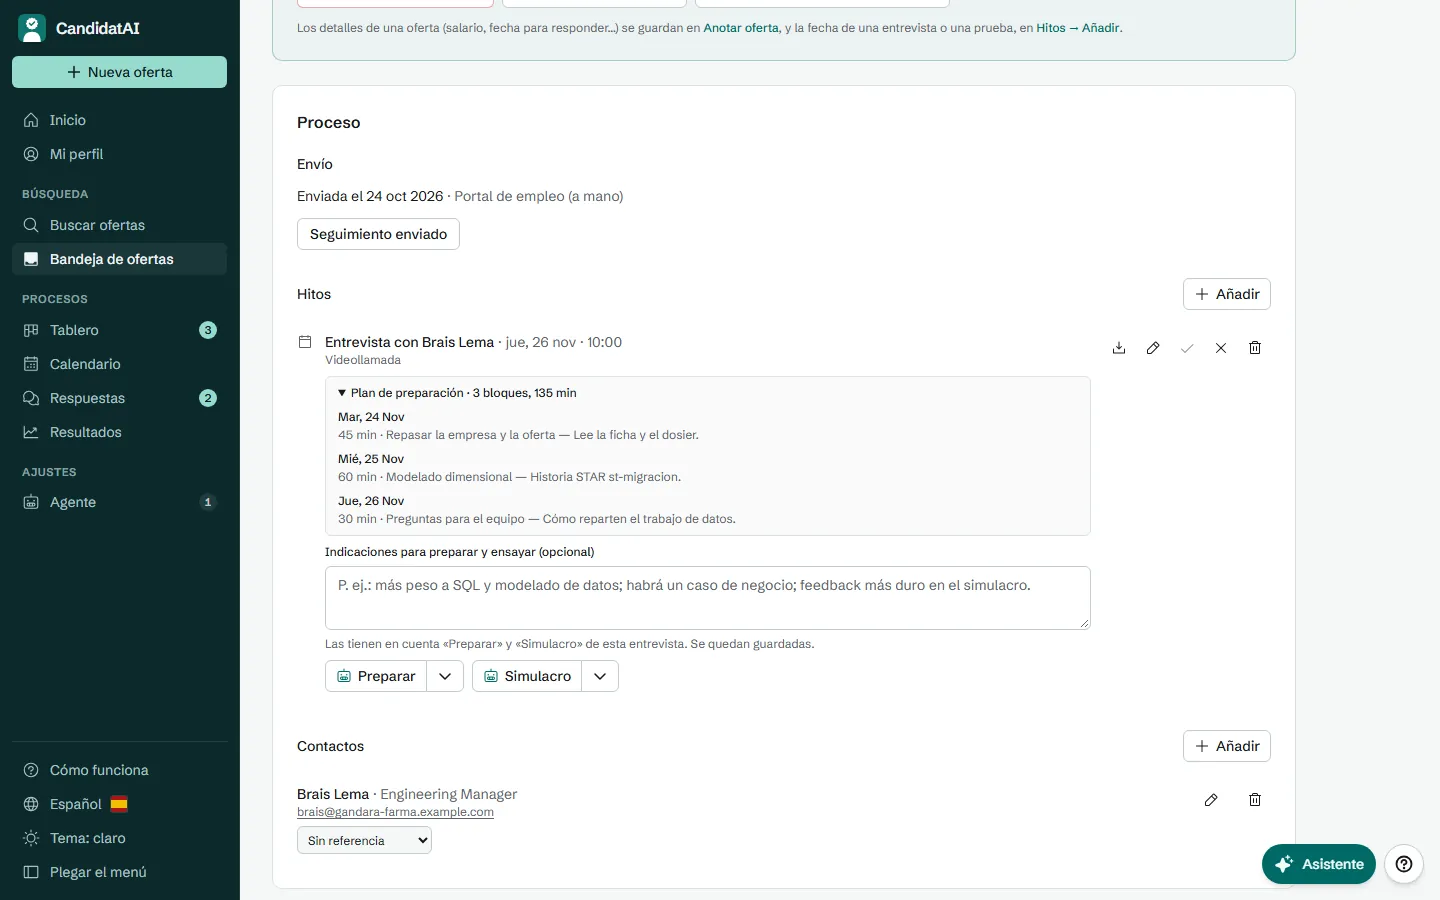 CandidatAI
Nueva oferta
Inicio
Mi perfil
BÚSQUEDA
Buscar ofertas
Bandeja de ofertas
PROCESOS
Tablero 3
Calendario
Respuestas 2
Resultados
AJUSTES
Agente 1
Cómo funciona
Español
Tema: claro
Plegar el menú
Los detalles de una oferta (salario, fecha para responder...) se guardan en Anotar oferta, y la fecha de una entrevista o una prueba, en Hitos → Añadir.
Proceso
Envío
Enviada el 24 oct 2026 · Portal de empleo (a mano)
Seguimiento enviado
Hitos
Añadir
Entrevista con Brais Lema · jue, 26 nov · 10:00
Videollamada
▼ Plan de preparación · 3 bloques, 135 min
Mar, 24 Nov
45 min · Repasar la empresa y la oferta — Lee la ficha y el dosier.
Mié, 25 Nov
60 min · Modelado dimensional — Historia STAR st-migracion.
Jue, 26 Nov
30 min · Preguntas para el equipo — Cómo reparten el trabajo de datos.
Indicaciones para preparar y ensayar (opcional)
P. ej.: más peso a SQL y modelado de datos; habrá un caso de negocio; feedback más duro en el simulacro.
Las tienen en cuenta «Preparar» y «Simulacro» de esta entrevista. Se quedan guardadas.
Preparar
Simulacro
Contactos
Añadir
Brais Lema · Engineering Manager
brais@gandara-farma.example.com
Sin referencia
Asistente